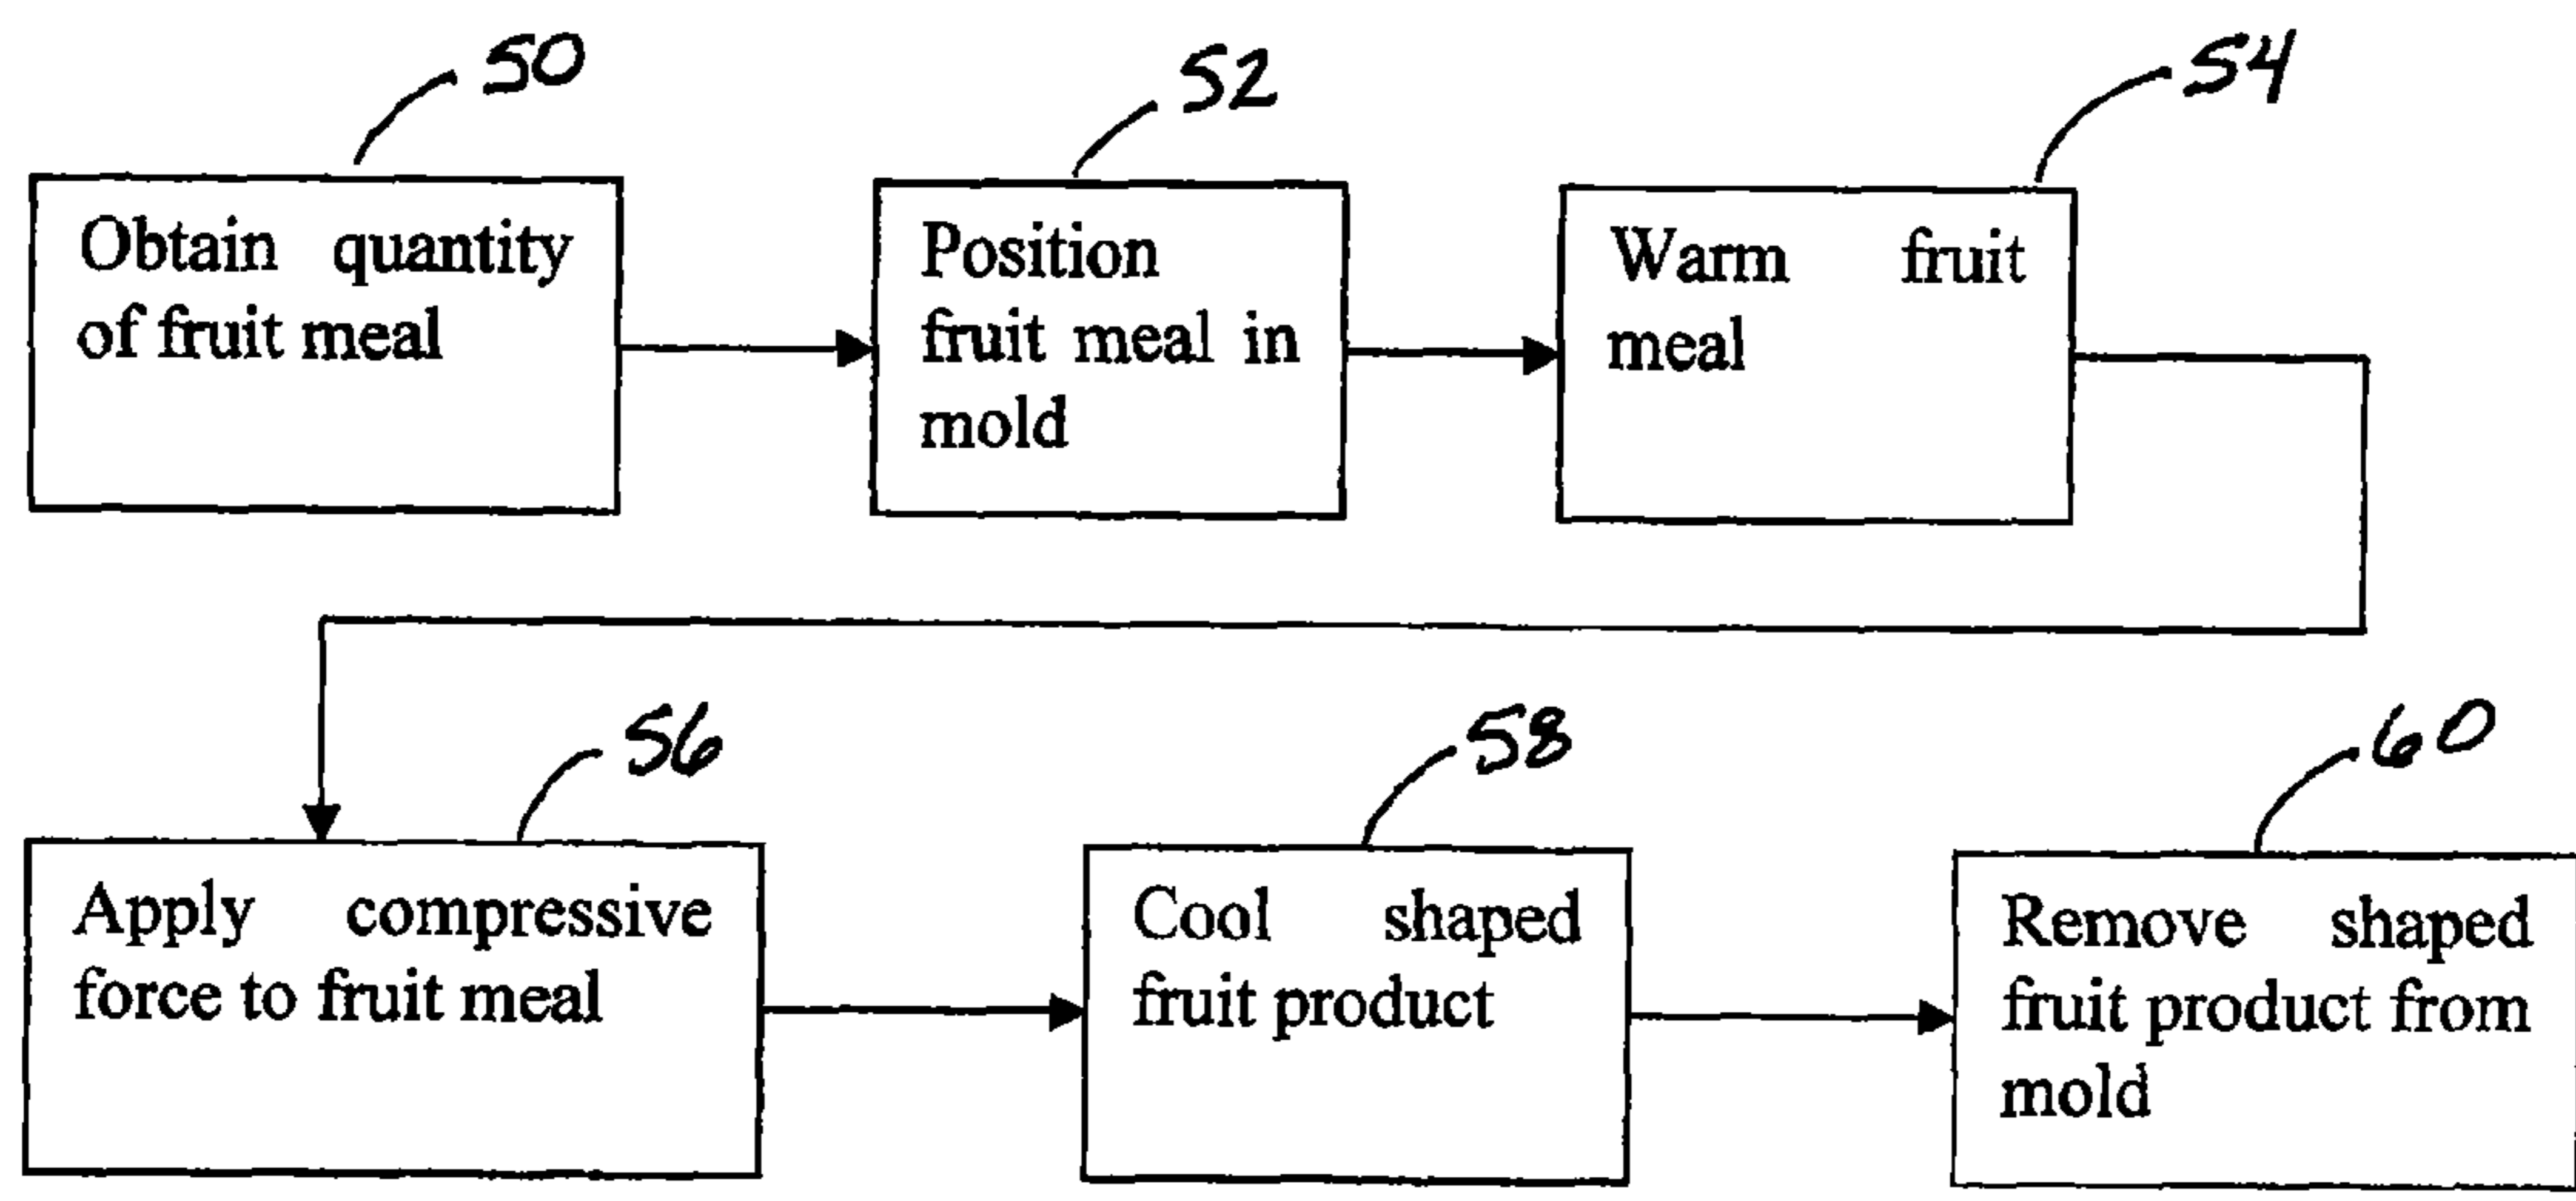 50
52
54
Obtain quantity
of fruit meal
Position
fruit meal in
mold
Warm fruit
meal
56
58
60
Apply compressive
force to fruit meal
Cool shaped
fruit product
Remove shaped
fruit product from
mold